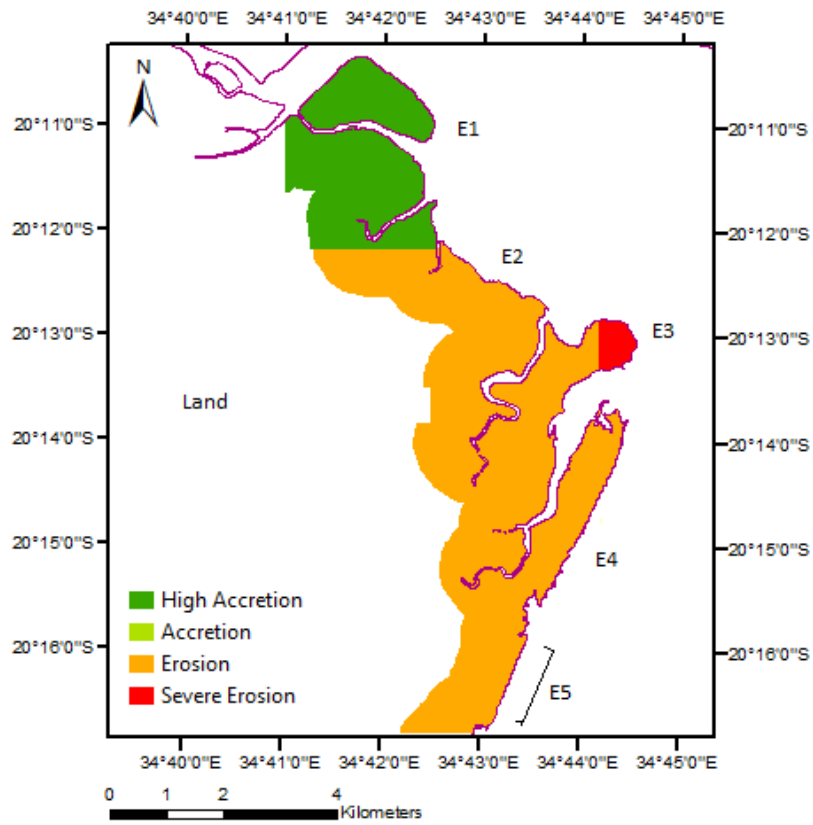 34°40'0"E 34°41'0"E 34°42'0"E 34°43'0"E 34°44'0"E 34°45'0"E
N
20°11'0"S E1 20°11'0"S
20°12'0"S E2 20°12'0"S
20°13'0"S E3 20°13'0"S
Land
20°14'0"S 20°14'0"S
20°15'0"S E4 20°15'0"S
High Accretion
Accretion
20°16'0"S Erosion 20°16'0"S
Severe Erosion E5
34°40'0"E 34°41'0"E 34°42'0"E 34°43'0"E 34°44'0"E 34°45'0"E
0 1 2 4
Kilometers